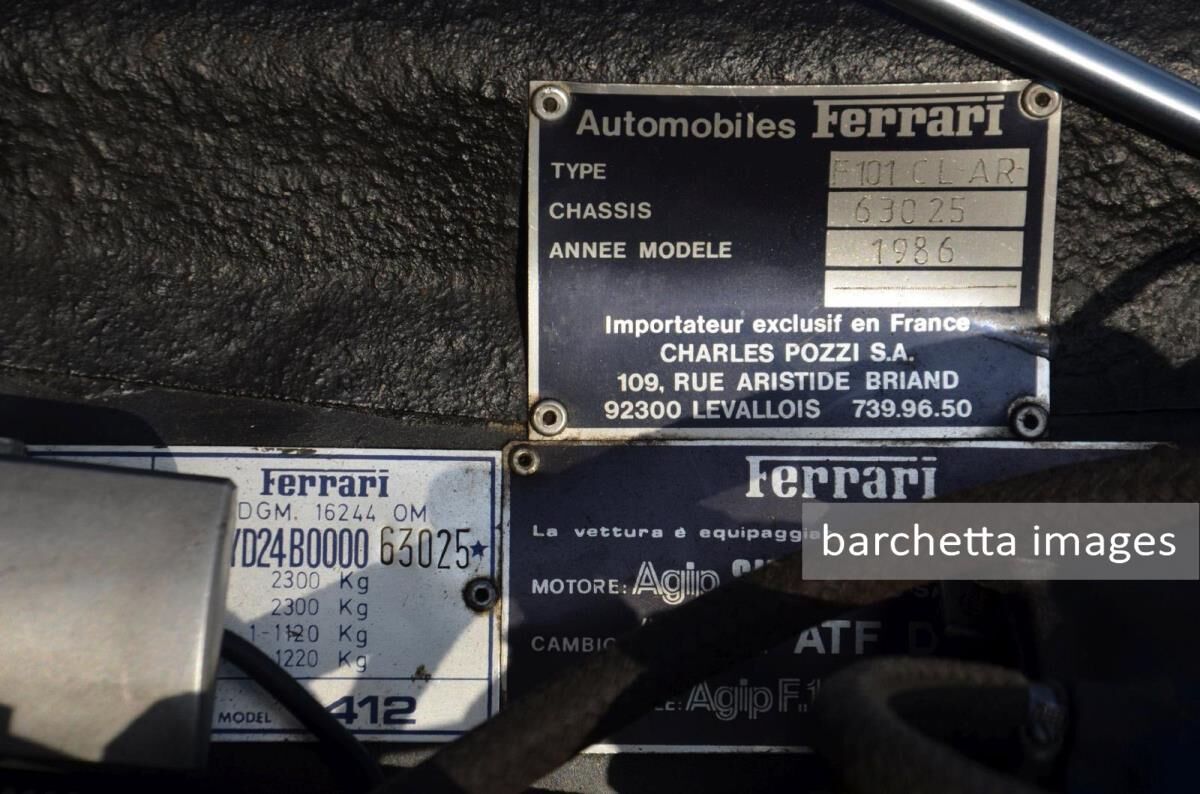 Automobiles Ferrari
TYPE F101 CL-AR-
CHASSIS 63025
ANNEE MODELE 1986
Importateur exclusif en France
CHARLES POZZI S.A.
109, RUE ARISTIDE BRIAND
92300 LEVALLOIS 739.96.50
Ferrari
DGM. 16244 OM
YD24B0000 63025★
2300 Kg
2300 Kg
1-1120 Kg
1220 Kg
MODEL 412
Ferrari
La vettura è
MOTORE: Agip
ATF
Agip F.1
barchetta images